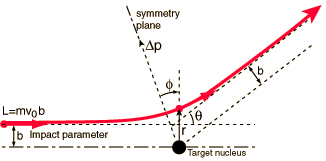 symmetry
plane
Δp
ϕ
b
L=mv₀b
θ
b
Impact parameter
r
Target nucleus